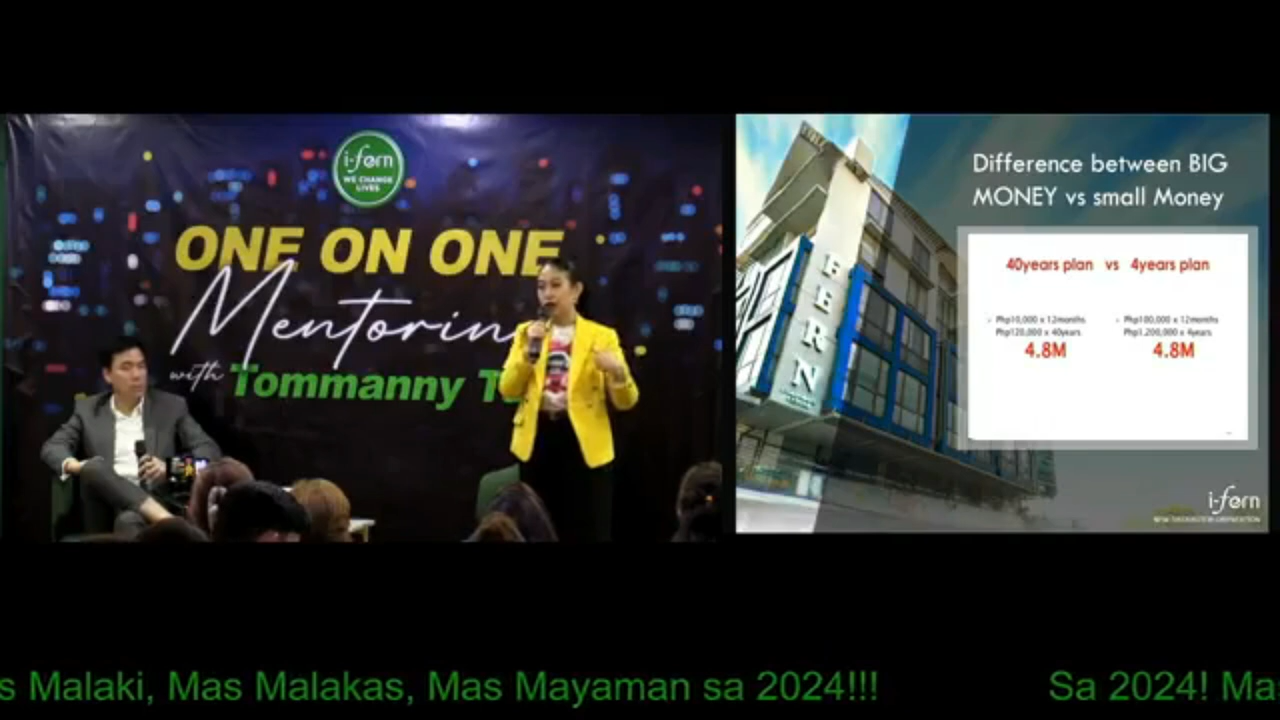 i-fern
WE CHANGE
LIVES
ONE ON ONE
Mentorin
with Tommanny T
FERN
Difference between BIG
MONEY vs small Money
40years plan vs 4years plan
Php10,000 x 12months
Php120,000 x 40years
4.8M
Php100,000 x 12months
Php1,200,000 x 4years
4.8M
i-fern
s Malaki, Mas Malakas, Mas Mayaman sa 2024!!! Sa 2024! Mas